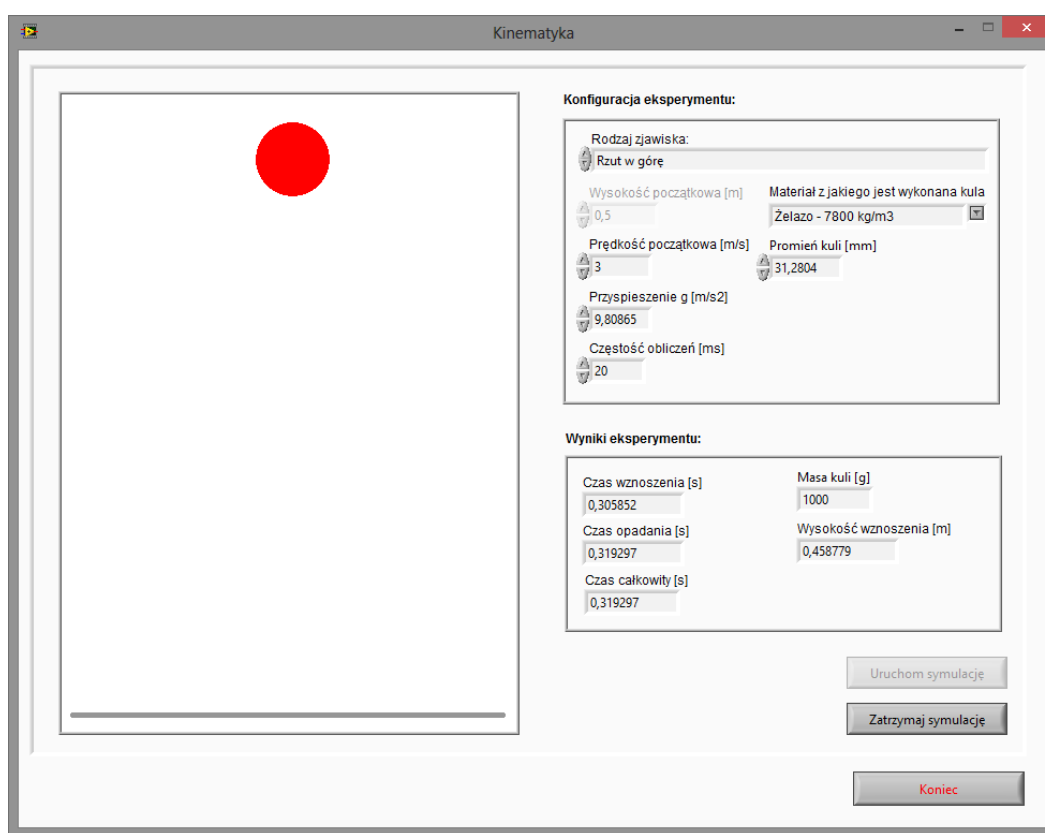 Kinematyka
Konfiguracja eksperymentu:
Rodzaj zjawiska:
Rzut w górę
Wysokość początkowa [m]
0,5
Materiał z jakiego jest wykonana kula
Żelazo - 7800 kg/m3
Prędkość początkowa [m/s]
3
Promień kuli [mm]
31,2804
Przyspieszenie g [m/s2]
9,80865
Częstość obliczeń [ms]
20
Wyniki eksperymentu:
Czas wznoszenia [s]
0,305852
Masa kuli [g]
1000
Czas opadania [s]
0,319297
Wysokość wznoszenia [m]
0,458779
Czas całkowity [s]
0,319297
Uruchom symulację
Zatrzymaj symulację
Koniec